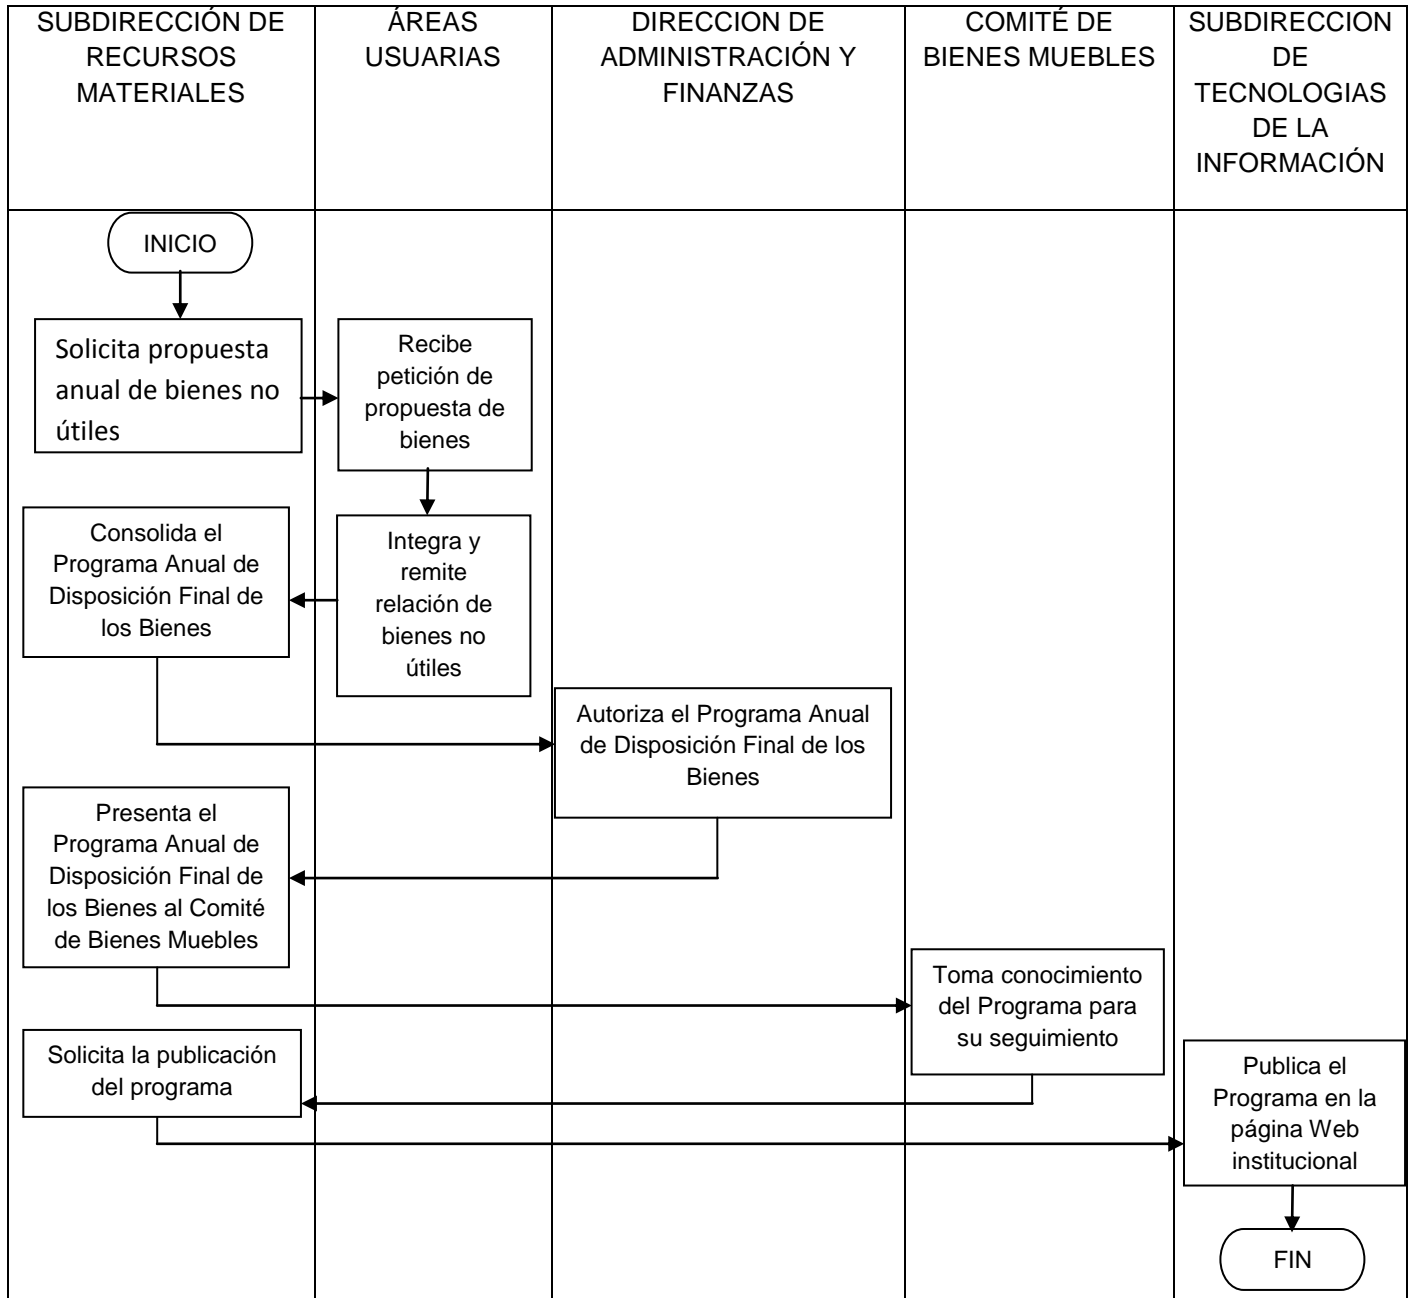 SUBDIRECCIÓN DE
RECURSOS
MATERIALES
ÁREAS
USUARIAS
DIRECCION DE
ADMINISTRACIÓN Y
FINANZAS
COMITÉ DE
BIENES MUEBLES
SUBDIRECCION
DE
TECNOLOGIAS
DE LA
INFORMACIÓN
INICIO
Solicita propuesta
anual de bienes no
útiles
Recibe
petición de
propuesta de
bienes
Integra y
remite
relación de
bienes no
útiles
Consolida el
Programa Anual de
Disposición Final de
los Bienes
Autoriza el Programa Anual
de Disposición Final de los
Bienes
Presenta el
Programa Anual de
Disposición Final de
los Bienes al Comité
de Bienes Muebles
Toma conocimiento
del Programa para
su seguimiento
Solicita la publicación
del programa
Publica el
Programa en la
página Web
institucional
FIN